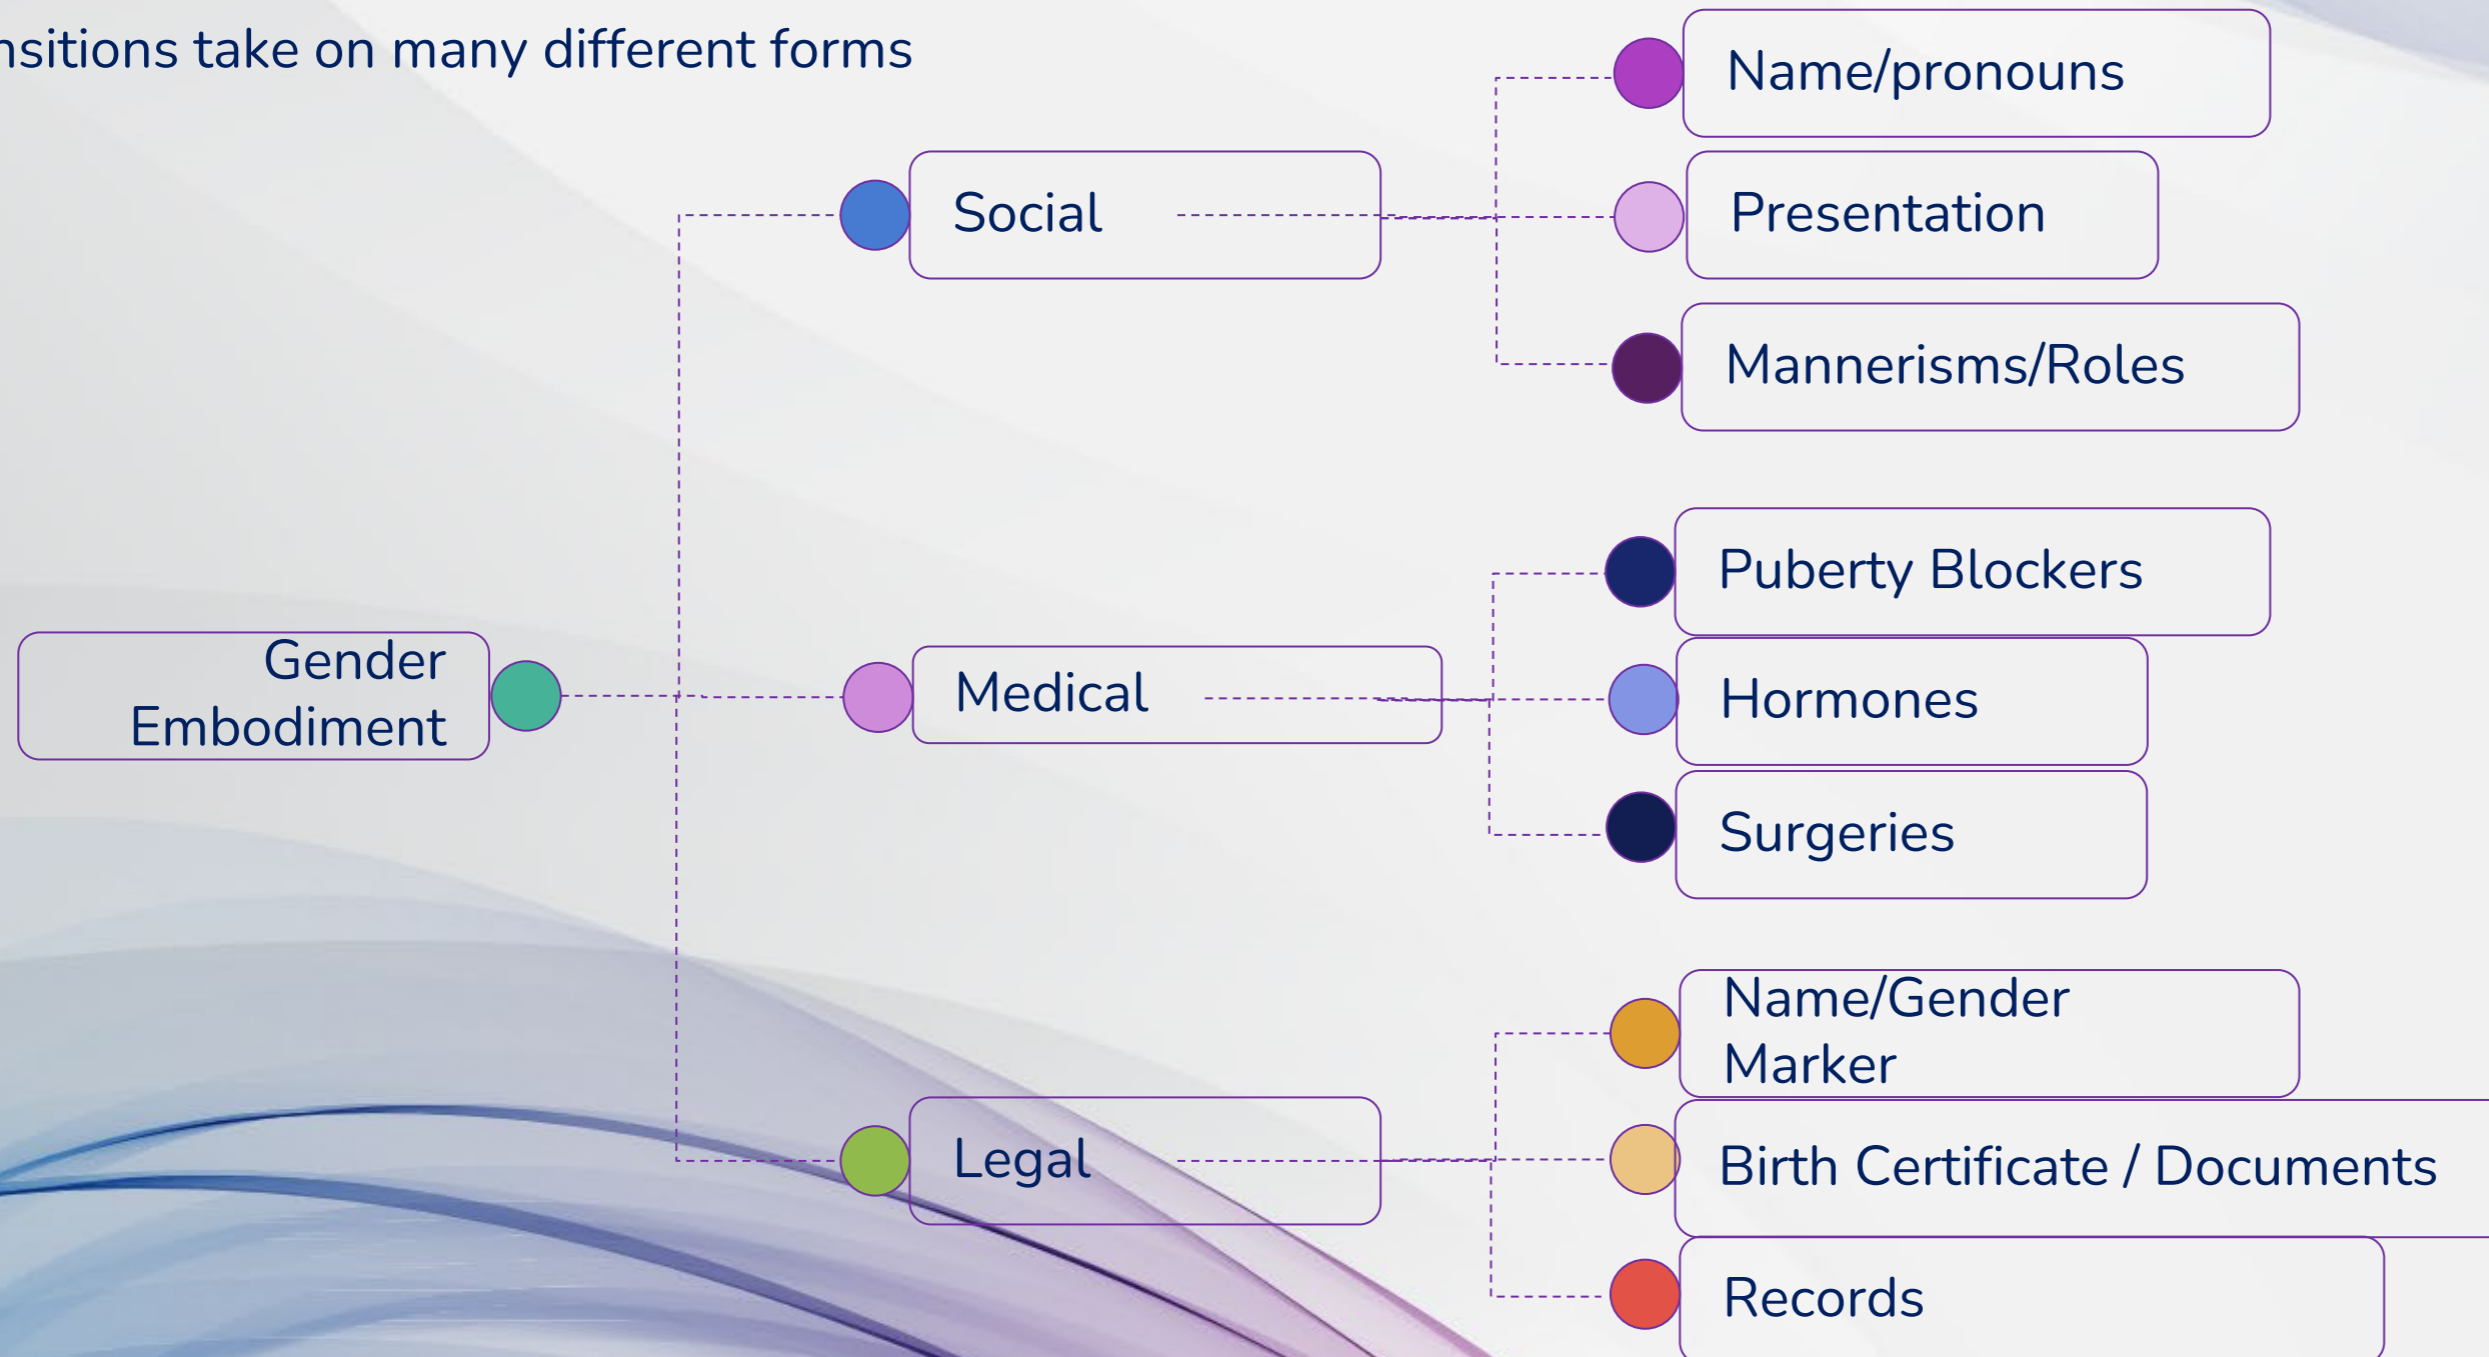 nsitions take on many different forms
Name/pronouns
Social
Presentation
Mannerisms/Roles
Puberty Blockers
Gender
Embodiment
Medical
Hormones
Surgeries
Name/Gender
Marker
Legal
Birth Certificate / Documents
Records